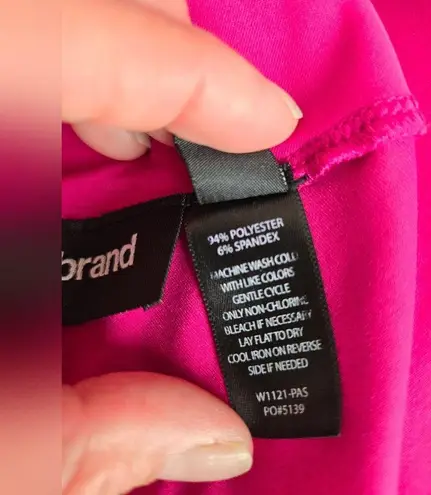 brand
94% POLYESTER
6% SPANDEX
MACHINE WASH COLD
WITH LIKE COLORS
GENTLE CYCLE
ONLY NON-CHLORINE
BLEACH IF NECESSARY
LAY FLAT TO DRY
COOL IRON ON REVERSE
SIDE IF NEEDED
W1121-PAS
PO#5139